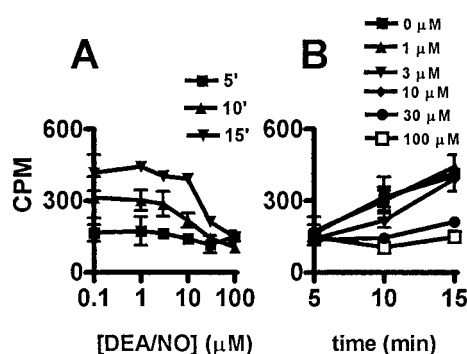 A
5'
10'
15'
CPM
600
300
0
0.1
1
10
100
[DEA/NO] (µM)
B
0 µM
1 µM
3 µM
10 µM
30 µM
100 µM
600
300
0
5
10
15
time (min)